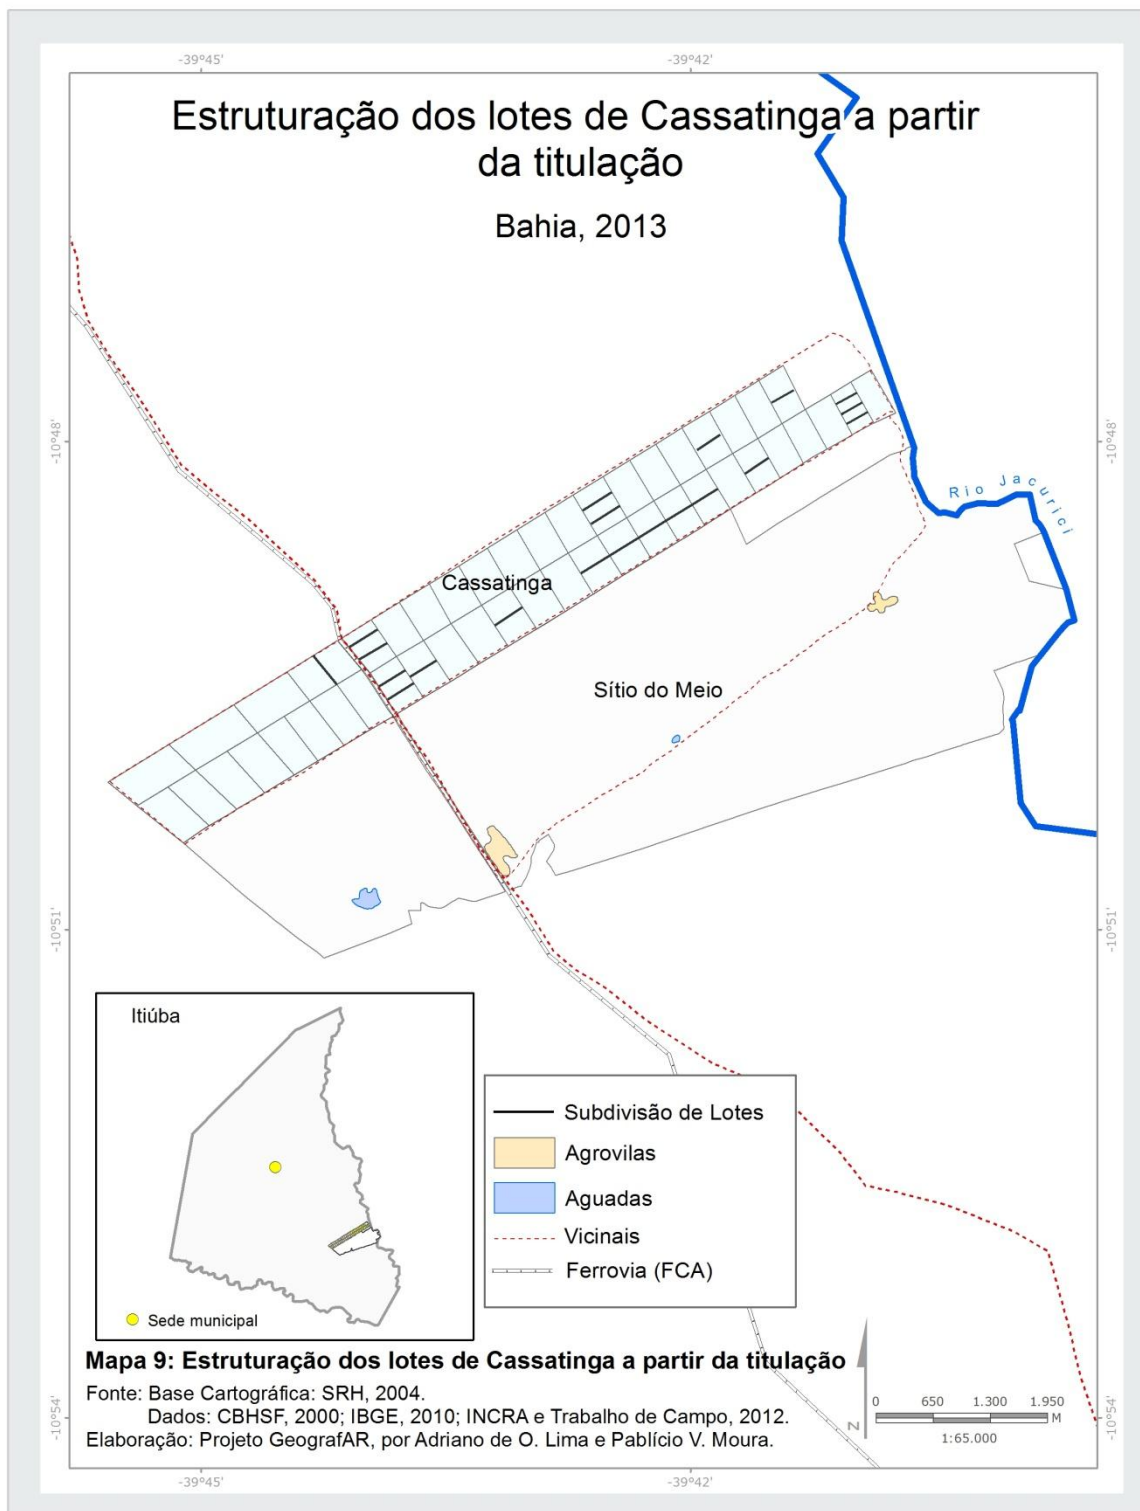 -39°45'
-39°42'
Estruturação dos lotes de Cassatinga a partir
da titulação
Bahia, 2013
-10°48'
-10°48'
Rio Jacurici
Cassatinga
Sítio do Meio
-10°51'
-10°51'
Itiúba
Sede municipal
Subdivisão de Lotes
Agrovilas
Aguadas
Vicinais
Ferrovia (FCA)
Mapa 9: Estruturação dos lotes de Cassatinga a partir da titulação
Fonte: Base Cartográfica: SRH, 2004.
Dados: CBHSF, 2000; IBGE, 2010; INCRA e Trabalho de Campo, 2012.
Elaboração: Projeto GeografAR, por Adriano de O. Lima e Pablício V. Moura.
N
0 650 1.300 1.950
M
1:65.000
-10°54'
-10°54'
-39°45'
-39°42'